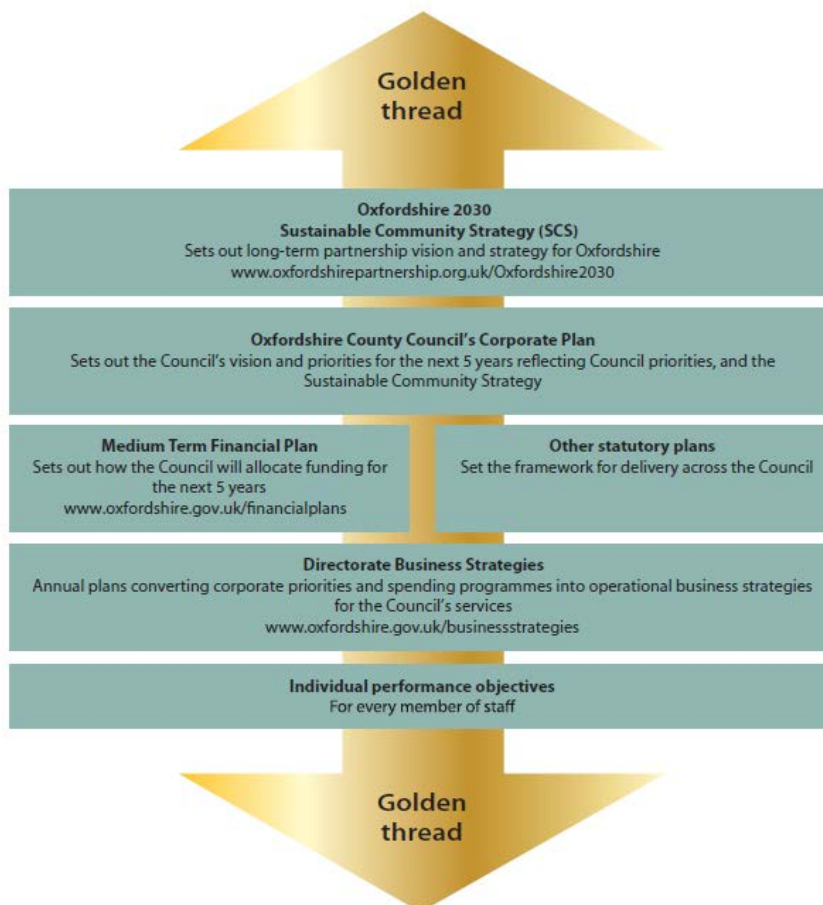 Golden
thread
Oxfordshire 2030
Sustainable Community Strategy (SCS)
Sets out long-term partnership vision and strategy for Oxfordshire
www.oxfordshirepartnership.org.uk/Oxfordshire2030
Oxfordshire County Council's Corporate Plan
Sets out the Council's vision and priorities for the next 5 years reflecting Council priorities, and the
Sustainable Community Strategy
Medium Term Financial Plan
Sets out how the Council will allocate funding for
the next 5 years
www.oxfordshire.gov.uk/financialplans
Other statutory plans
Set the framework for delivery across the Council
Directorate Business Strategies
Annual plans converting corporate priorities and spending programmes into operational business strategies
for the Council's services
www.oxfordshire.gov.uk/businessstrategies
Individual performance objectives
For every member of staff
Golden
thread